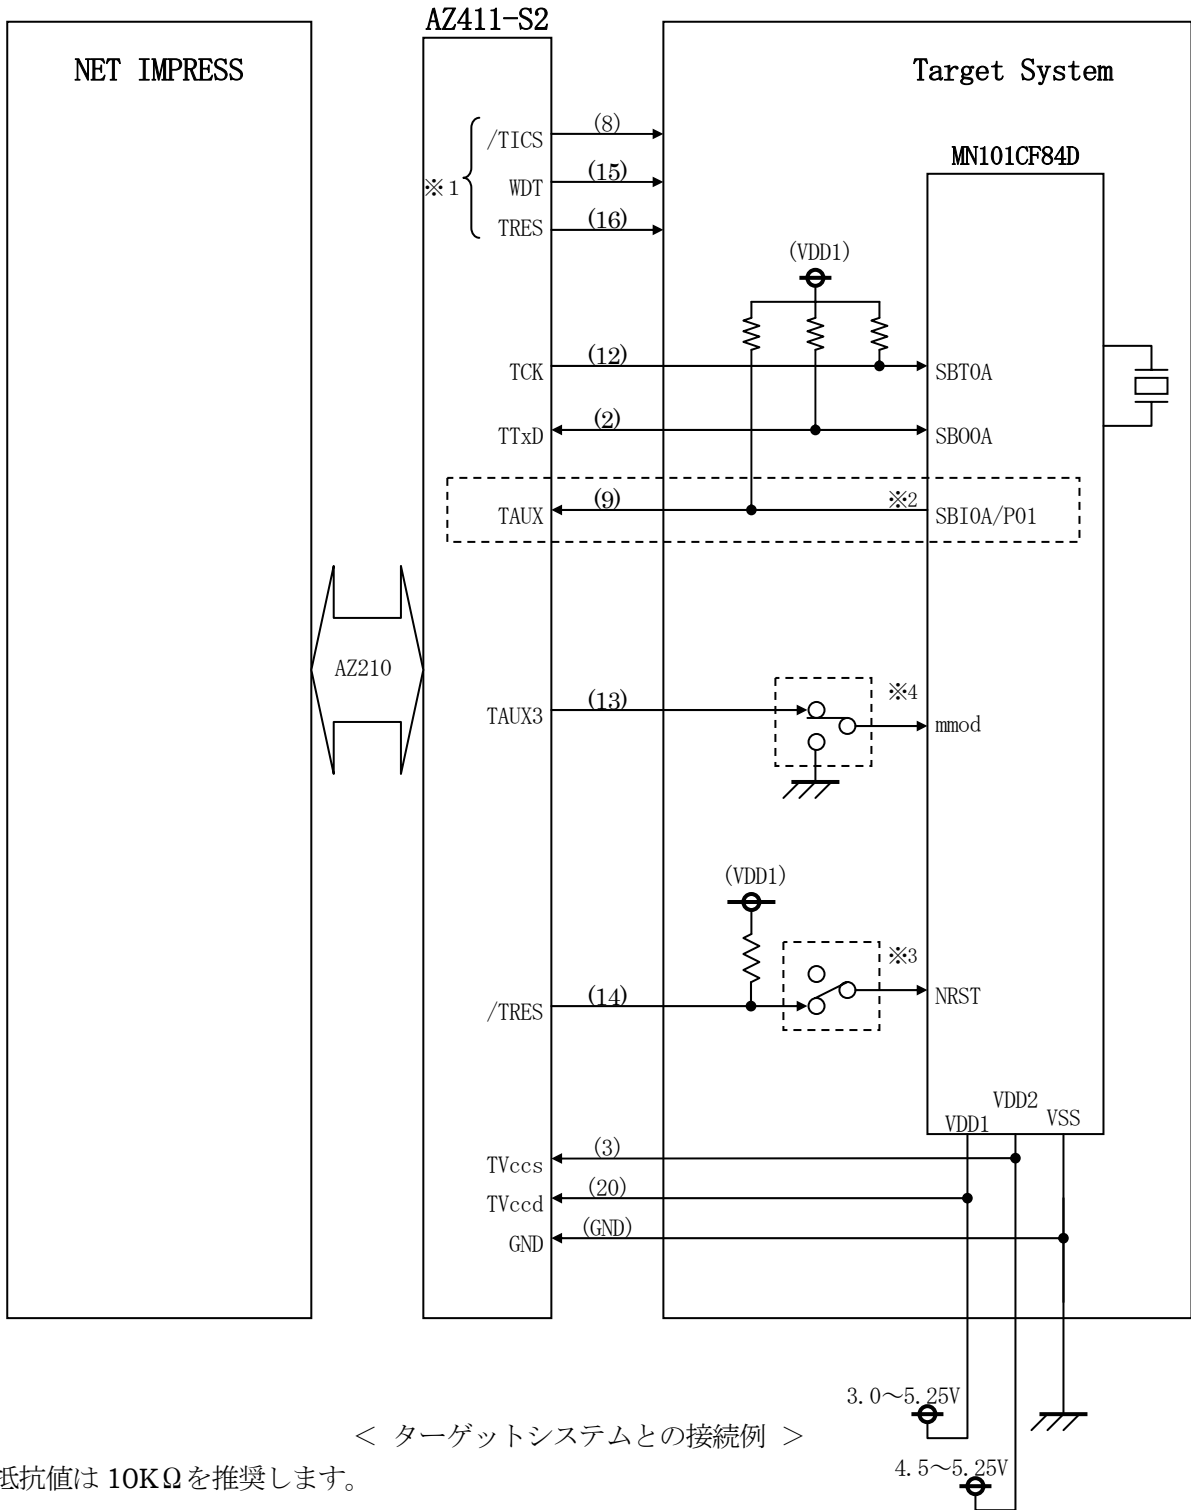 AZ411-S2
NET IMPRESS
Target System
/TICS
(8)
MN101CF84D
※1
WDT
(15)
TRES
(16)
(VDD1)
TCK
(12)
SBT0A
TTxD
(2)
SBO0A
TAUX
(9)
※2
SBI0A/P01
AZ210
TAUX3
(13)
※4
mmod
(VDD1)
※3
/TRES
(14)
NRST
VDD1
VDD2
VSS
TVccs
(3)
TVccd
(20)
GND
(GND)
3.0～5.25V
＜ ターゲットシステムとの接続例 ＞
4.5～5.25V
抵抗値は 10KΩを推奨します。